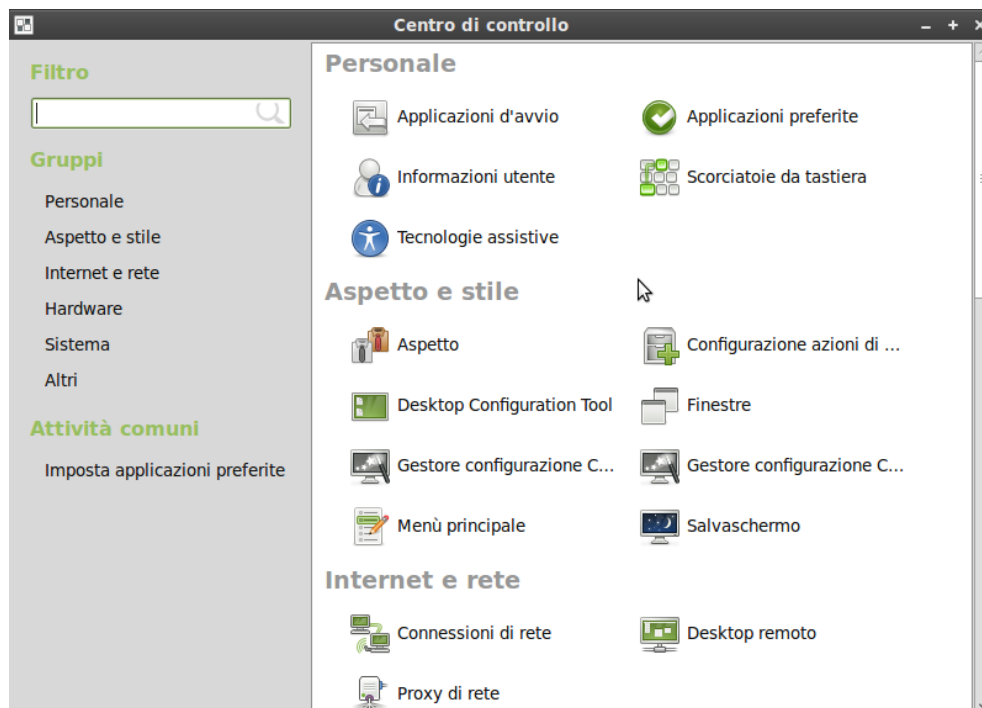 Centro di controllo
Filtro
Gruppi
Personale
Aspetto e stile
Internet e rete
Hardware
Sistema
Altri
Attività comuni
Imposta applicazioni preferite
Personale
Applicazioni d'avvio
Applicazioni preferite
Informazioni utente
Scorciatoie da tastiera
Tecnologie assistive
Aspetto e stile
Aspetto
Configurazione azioni di ...
Desktop Configuration Tool
Finestre
Gestore configurazione C...
Gestore configurazione C...
Menù principale
Salvaschermo
Internet e rete
Connessioni di rete
Desktop remoto
Proxy di rete